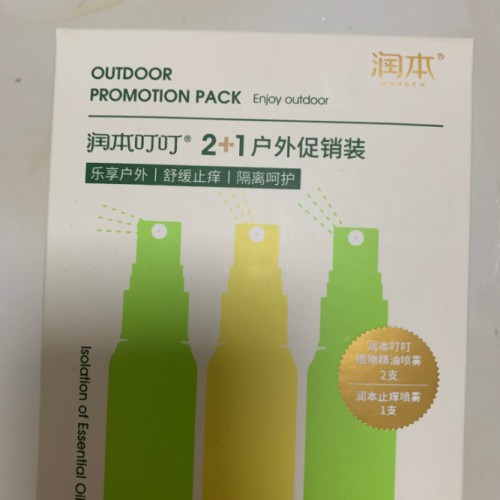 润本®
OUTDOOR
PROMOTION PACK Enjoy outdoor
润本叮叮® 2+1户外促销装
乐享户外 | 舒缓止痒 | 隔离呵护
润本叮叮
植物精油喷雾
2支
润本止痒喷雾
1支
Isolation of Essential Oil